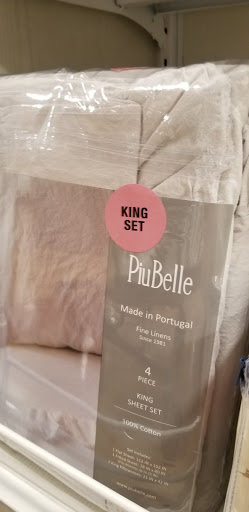 KING
SET
PiuBelle
Made in Portugal
Fine Linens
Since 1981
4
PIECE
KING
SHEET SET
100% Cotton